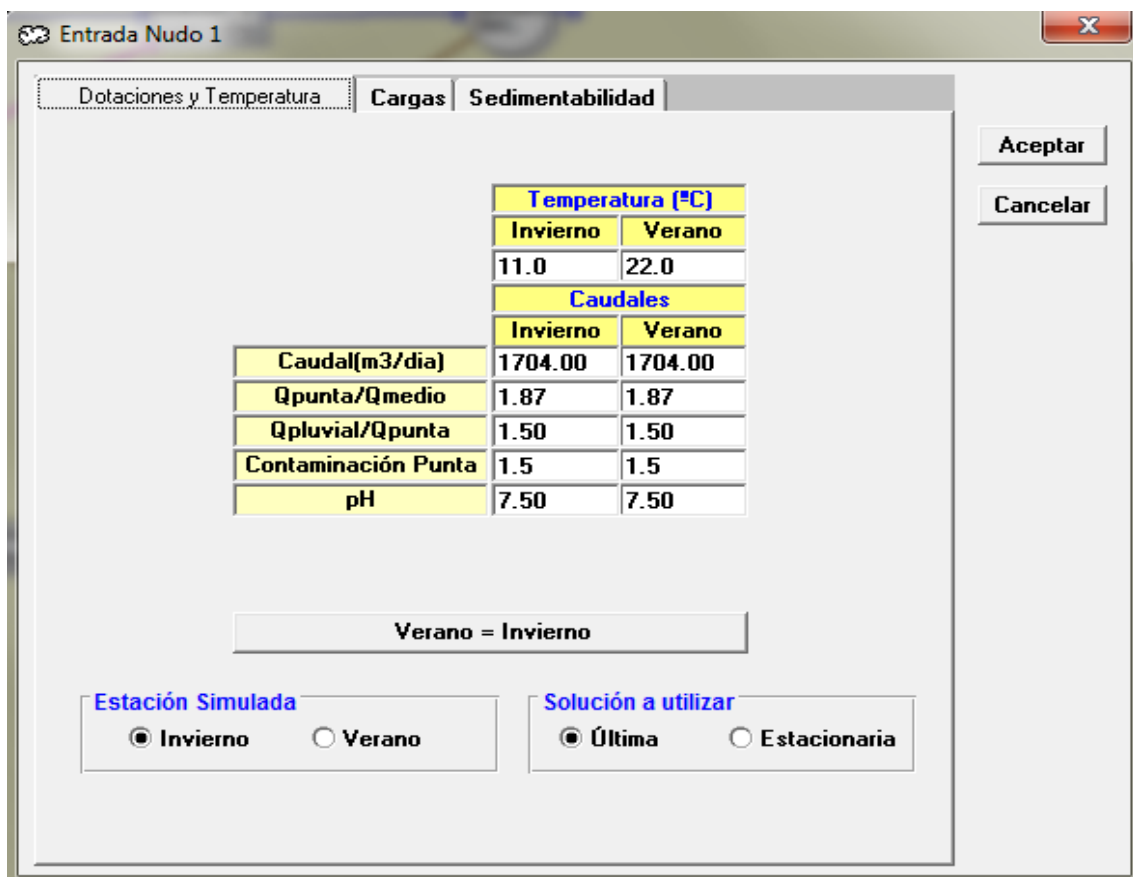 Entrada Nudo 1
Dotaciones y Temperatura Cargas Sedimentabilidad
Aceptar
Cancelar
Temperatura (ªC)
Invierno Verano
11.0 22.0
Caudales
Invierno Verano
Caudal(m3/dia) 1704.00 1704.00
Qpunta/Qmedio 1.87 1.87
Qpluvial/Qpunta 1.50 1.50
Contaminación Punta 1.5 1.5
pH 7.50 7.50
Verano = Invierno
Estación Simulada Solución a utilizar
Invierno Verano Última Estacionaria